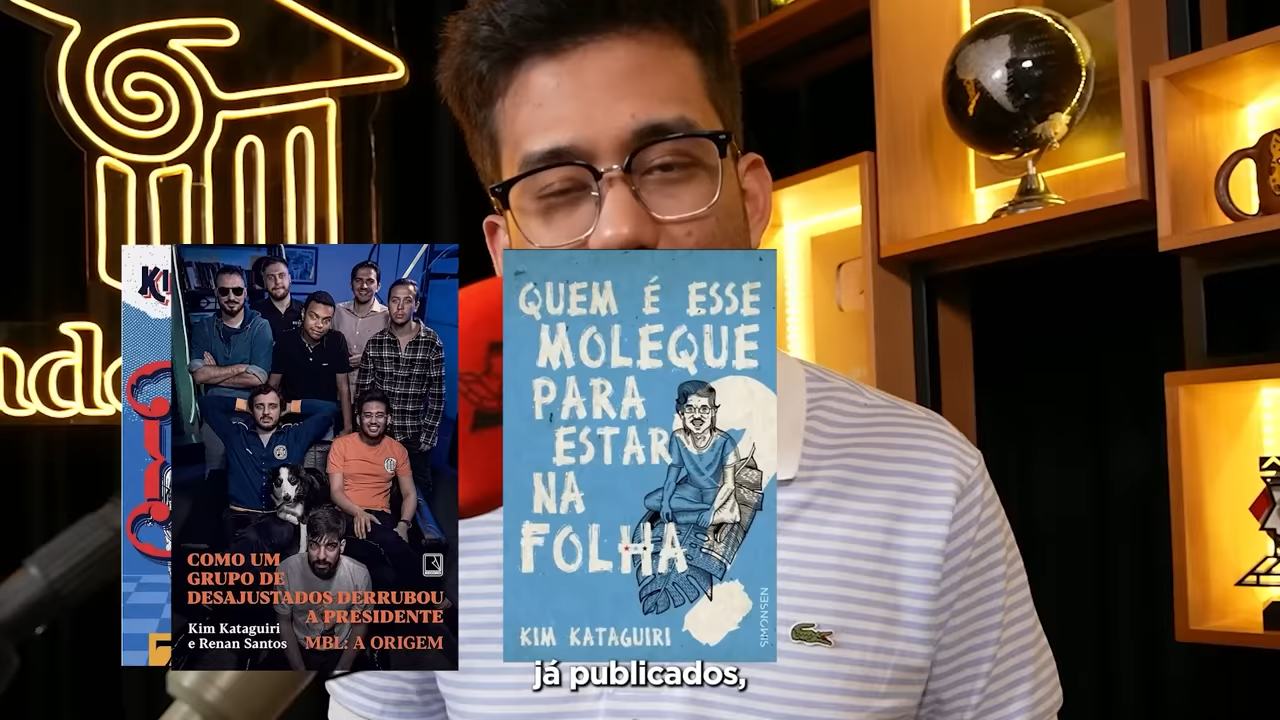 COMO UM
GRUPO DE
DESAJUSTADOS DERRUBOU
A PRESIDENTE
Kim Kataguiri
e Renan Santos
MBL: A ORIGEM
QUEM É ESSE
MOLEQUE
PARA
ESTAR
NA
FOLHA
KIM KATAGUIRI
SIMONSEN
já publicados,